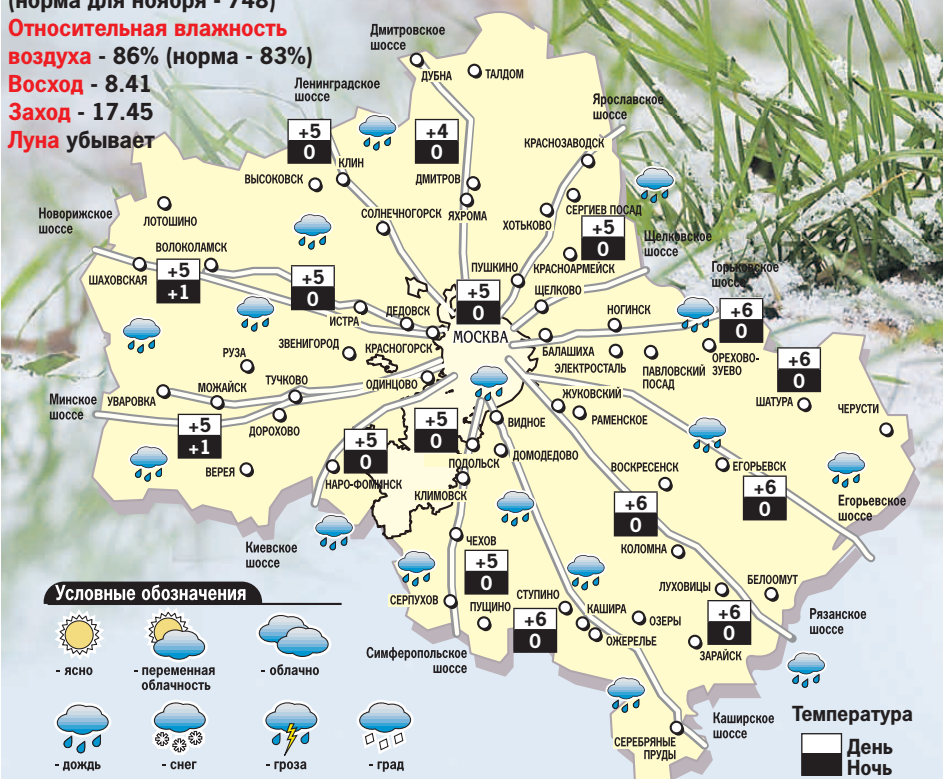 (норма для ноября - 748)
Относительная влажность
воздуха - 86% (норма - 83%)
Восход - 8.41
Заход - 17.45
Луна убывает
Дмитровское
шоссе
ДУБНА
ТАЛДОМ
Ленинградское
шоссе
Ярославское
шоссе
+5
0
+4
0
КРАСНОЗАВОДСК
КЛИН
ВЫСОКОВСК
ДМИТРОВ
Новорижское
шоссе
ЛОТОШИНО
СОЛНЕЧНОГОРСК
ЯХРОМА
ХОТЬКОВО
СЕРГИЕВ ПОСАД
+5
0
Щелковское
шоссе
ВОЛОКОЛАМСК
ШАХОВСКАЯ
+5
+1
+5
0
ПУШКИНО
КРАСНОАРМЕЙСК
Горьковское
шоссе
+5
0
ЩЕЛКОВО
ИСТРА
ДЕДОВСК
НОГИНСК
+6
0
ЗВЕНИГОРОД
КРАСНОГОРСК
МОСКВА
БАЛАШИХА
ЭЛЕКТРОСТАЛЬ
ПАВЛОВСКИЙ
ПОСАД
ОРЕХОВО-
ЗУЕВО
РУЗА
ТУЧКОВО
ОДИНЦОВО
+6
0
Минское
шоссе
УВАРОВКА
МОЖАЙСК
ЖУКОВСКИЙ
ШАТУРА
ЧЕРУСТИ
+5
+1
ДОРОХОВО
+5
0
ВИДНОЕ
РАМЕНСКОЕ
+5
0
ДОМОДЕДОВО
ВЕРЕЯ
НАРО-ФОМИНСК
ПОДОЛЬСК
ВОСКРЕСЕНСК
ЕГОРЬЕВСК
КЛИМОВСК
+6
0
+6
0
Егорьевское
шоссе
Киевское
шоссе
ЧЕХОВ
КОЛОМНА
+5
0
ЛУХОВИЦЫ
БЕЛООМУТ
СЕРПУХОВ
ПУЩИНО
СТУПИНО
+6
0
КАШИРА
ОЗЕРЫ
ОЖЕРЕЛЬЕ
+6
0
ЗАРАЙСК
Рязанское
шоссе
Симферопольское
шоссе
Каширское
шоссе
СЕРЕБРЯНЫЕ
ПРУДЫ
Условные обозначения
- ясно
- переменная
облачность
- облачно
- дождь
- снег
- гроза
- град
Температура
День
Ночь